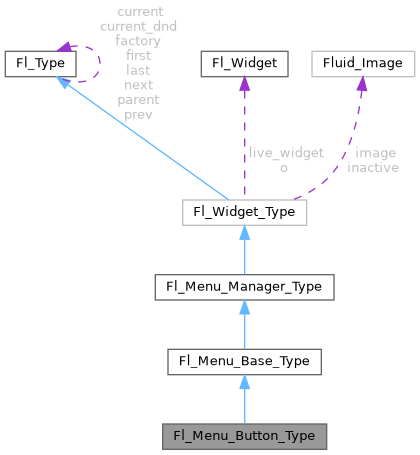 current
current_dnd
factory
first
last
next
parent
prev
Fl_Type
Fl_Widget
Fluid_Image
live_widget
o
image
inactive
Fl_Widget_Type
Fl_Menu_Manager_Type
Fl_Menu_Base_Type
Fl_Menu_Button_Type